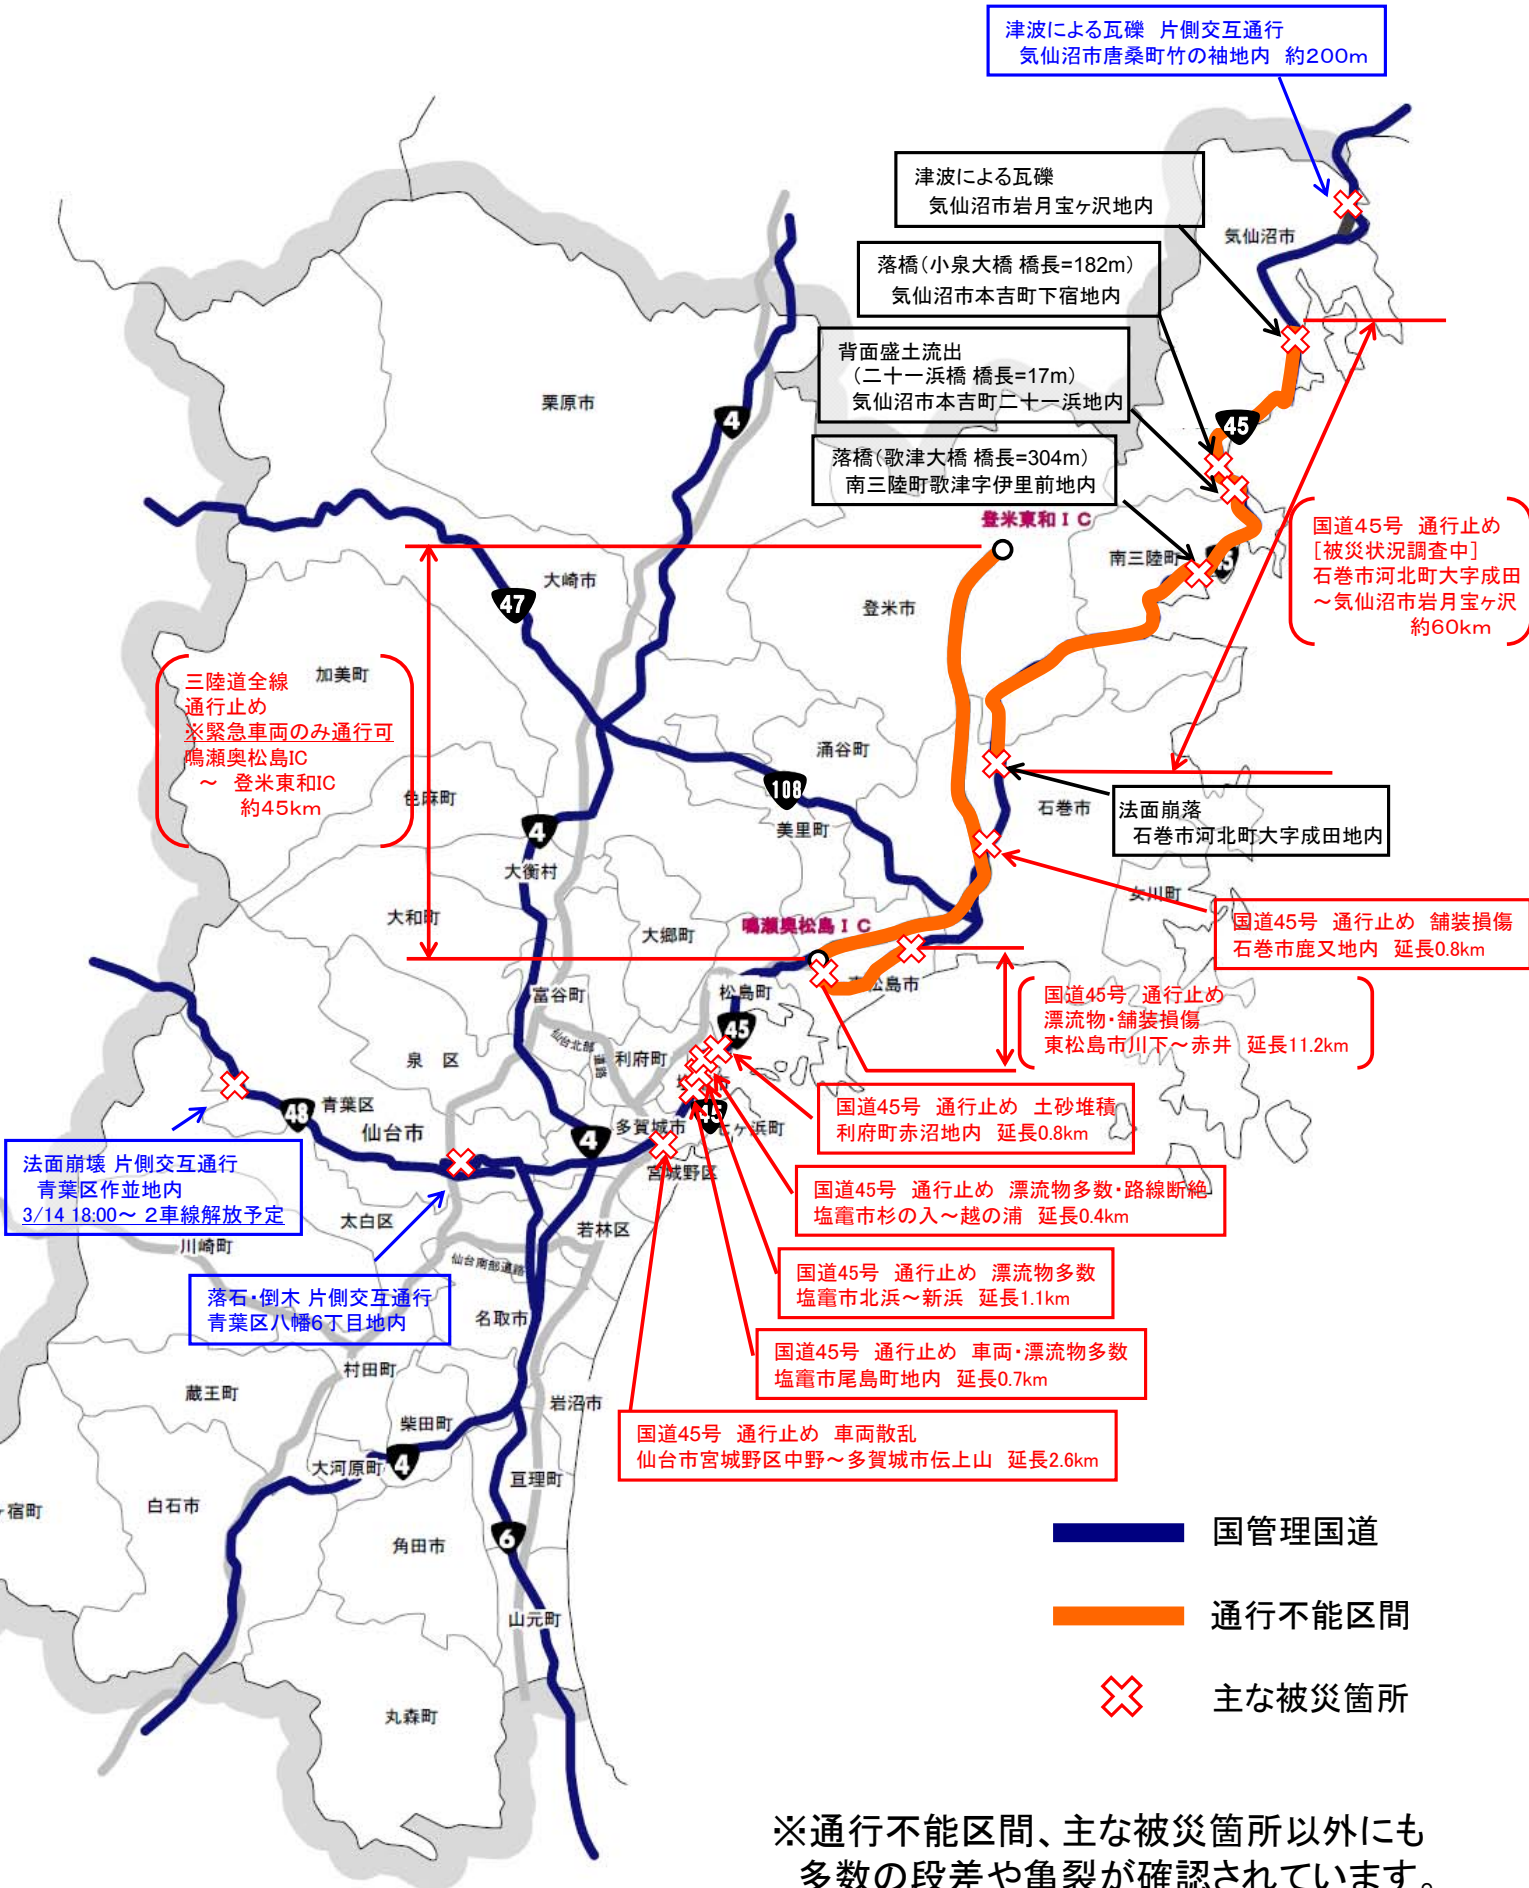 津波による瓦礫　片側交互通行
気仙沼市唐桑町竹の袖地内　約200m
津波による瓦礫
気仙沼市岩月宝ヶ沢地内
気仙沼市
落橋(小泉大橋 橋長=182m)
気仙沼市本吉町下宿地内
背面盛土流出
(二十一浜橋 橋長=17m)
気仙沼市本吉町二十一浜地内
栗原市
4
45
落橋(歌津大橋 橋長=304m)
南三陸町歌津字伊里前地内
登米東和ＩＣ
国道45号　通行止め
[被災状況調査中]
石巻市河北町大字成田
～気仙沼市岩月宝ヶ沢
約60km
南三陸町
大崎市
47
登米市
三陸道全線
通行止め
※緊急車両のみ通行可
鳴瀬奥松島IC
～　登米東和IC
約45km
加美町
涌谷町
108
色麻町
石巻市
美里町
4
法面崩落
石巻市河北町大字成田地内
大衡村
女川町
大和町
大郷町
鳴瀬奥松島ＩＣ
国道45号　通行止め　舗装損傷
石巻市鹿又地内　延長0.8km
松島町
富谷町
国道45号　通行止め
漂流物・舗装損傷
東松島市川下～赤井　延長11.2km
45
仙台北部道路
泉　区
利府町
48
青葉区
仙台市
国道45号　通行止め　土砂堆積
利府町赤沼地内　延長0.8km
多賀城市
七ヶ浜町
4
法面崩壊 片側交互通行
青葉区作並地内
3/14 18:00～ ２車線解放予定
宮城野区
国道45号　通行止め　漂流物多数・路線断絶
塩竈市杉の入～越の浦　延長0.4km
太白区
若林区
川崎町
仙台南部道路
国道45号　通行止め　漂流物多数
塩竈市北浜～新浜　延長1.1km
落石・倒木 片側交互通行
青葉区八幡6丁目地内
名取市
国道45号　通行止め　車両・漂流物多数
塩竈市尾島町地内　延長0.7km
村田町
蔵王町
岩沼市
柴田町
国道45号　通行止め　車両散乱
仙台市宮城野区中野～多賀城市伝上山　延長2.6km
大河原町
4
亘理町
白石市
ヶ宿町
角田市
6
国管理国道
山元町
通行不能区間
丸森町
主な被災箇所
※通行不能区間、主な被災箇所以外にも
多数の段差や亀裂が確認されています。